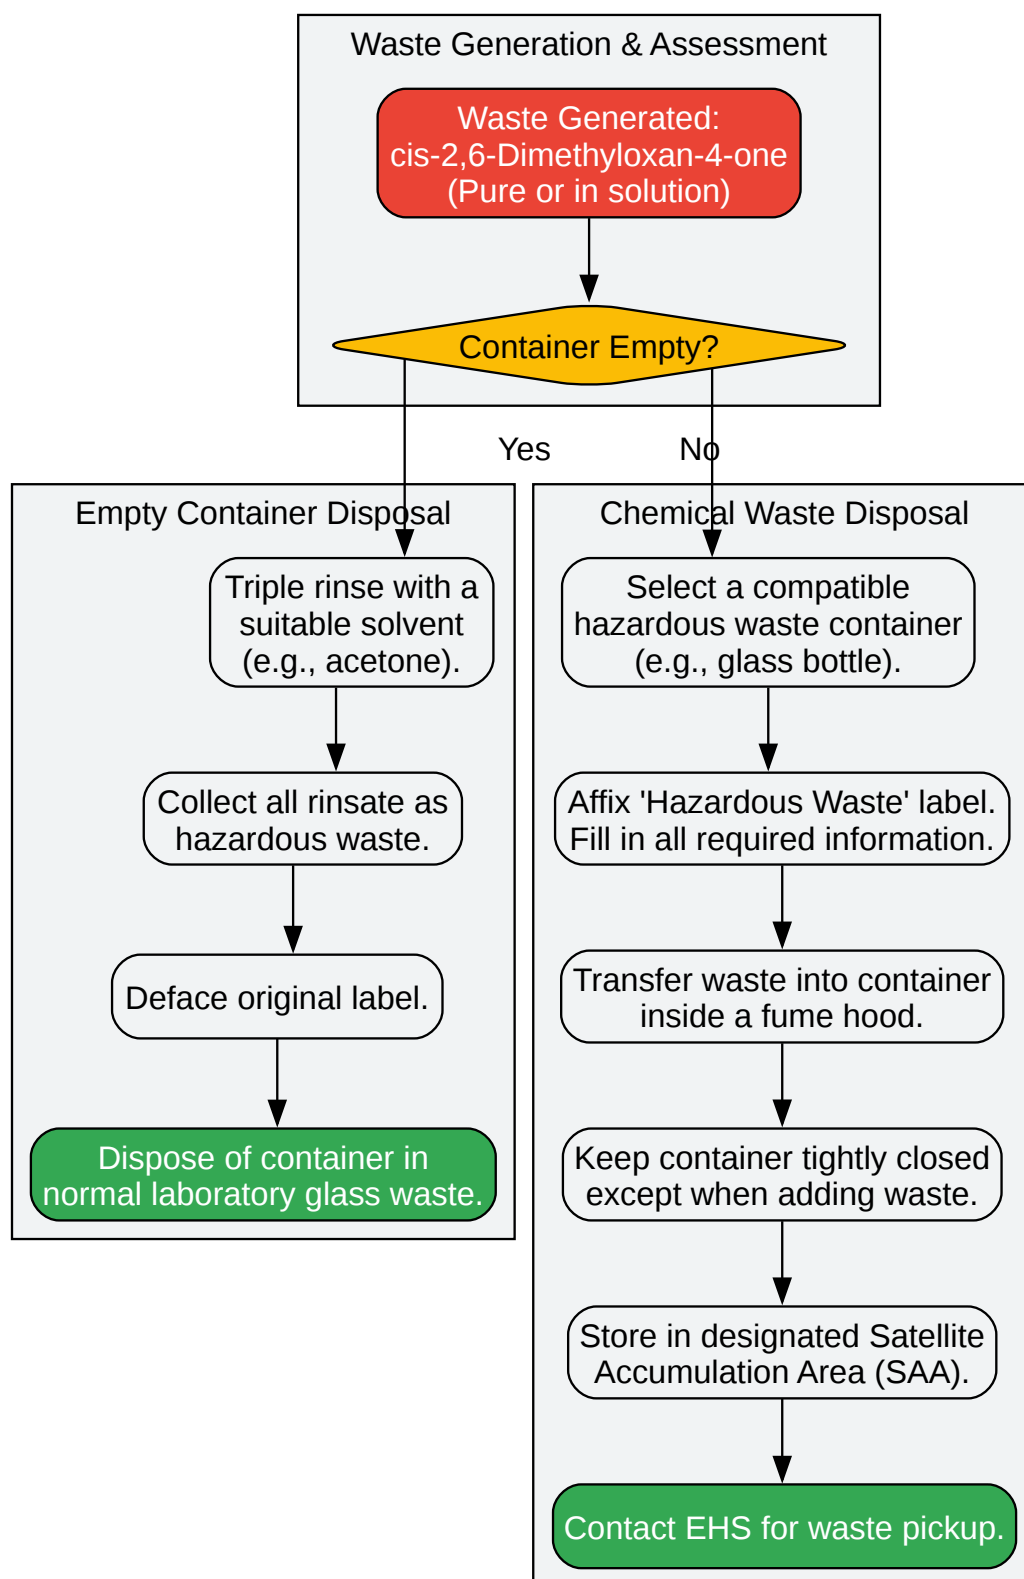 Waste Generation & Assessment
Waste Generated:
cis-2,6-Dimethyloxan-4-one
(Pure or in solution)
Container Empty?
Yes
No
Empty Container Disposal
Triple rinse with a
suitable solvent
(e.g., acetone).
Collect all rinsate as
hazardous waste.
Deface original label.
Dispose of container in
normal laboratory glass waste.
Chemical Waste Disposal
Select a compatible
hazardous waste container
(e.g., glass bottle).
Affix 'Hazardous Waste' label.
Fill in all required information.
Transfer waste into container
inside a fume hood.
Keep container tightly closed
except when adding waste.
Store in designated Satellite
Accumulation Area (SAA).
Contact EHS for waste pickup.